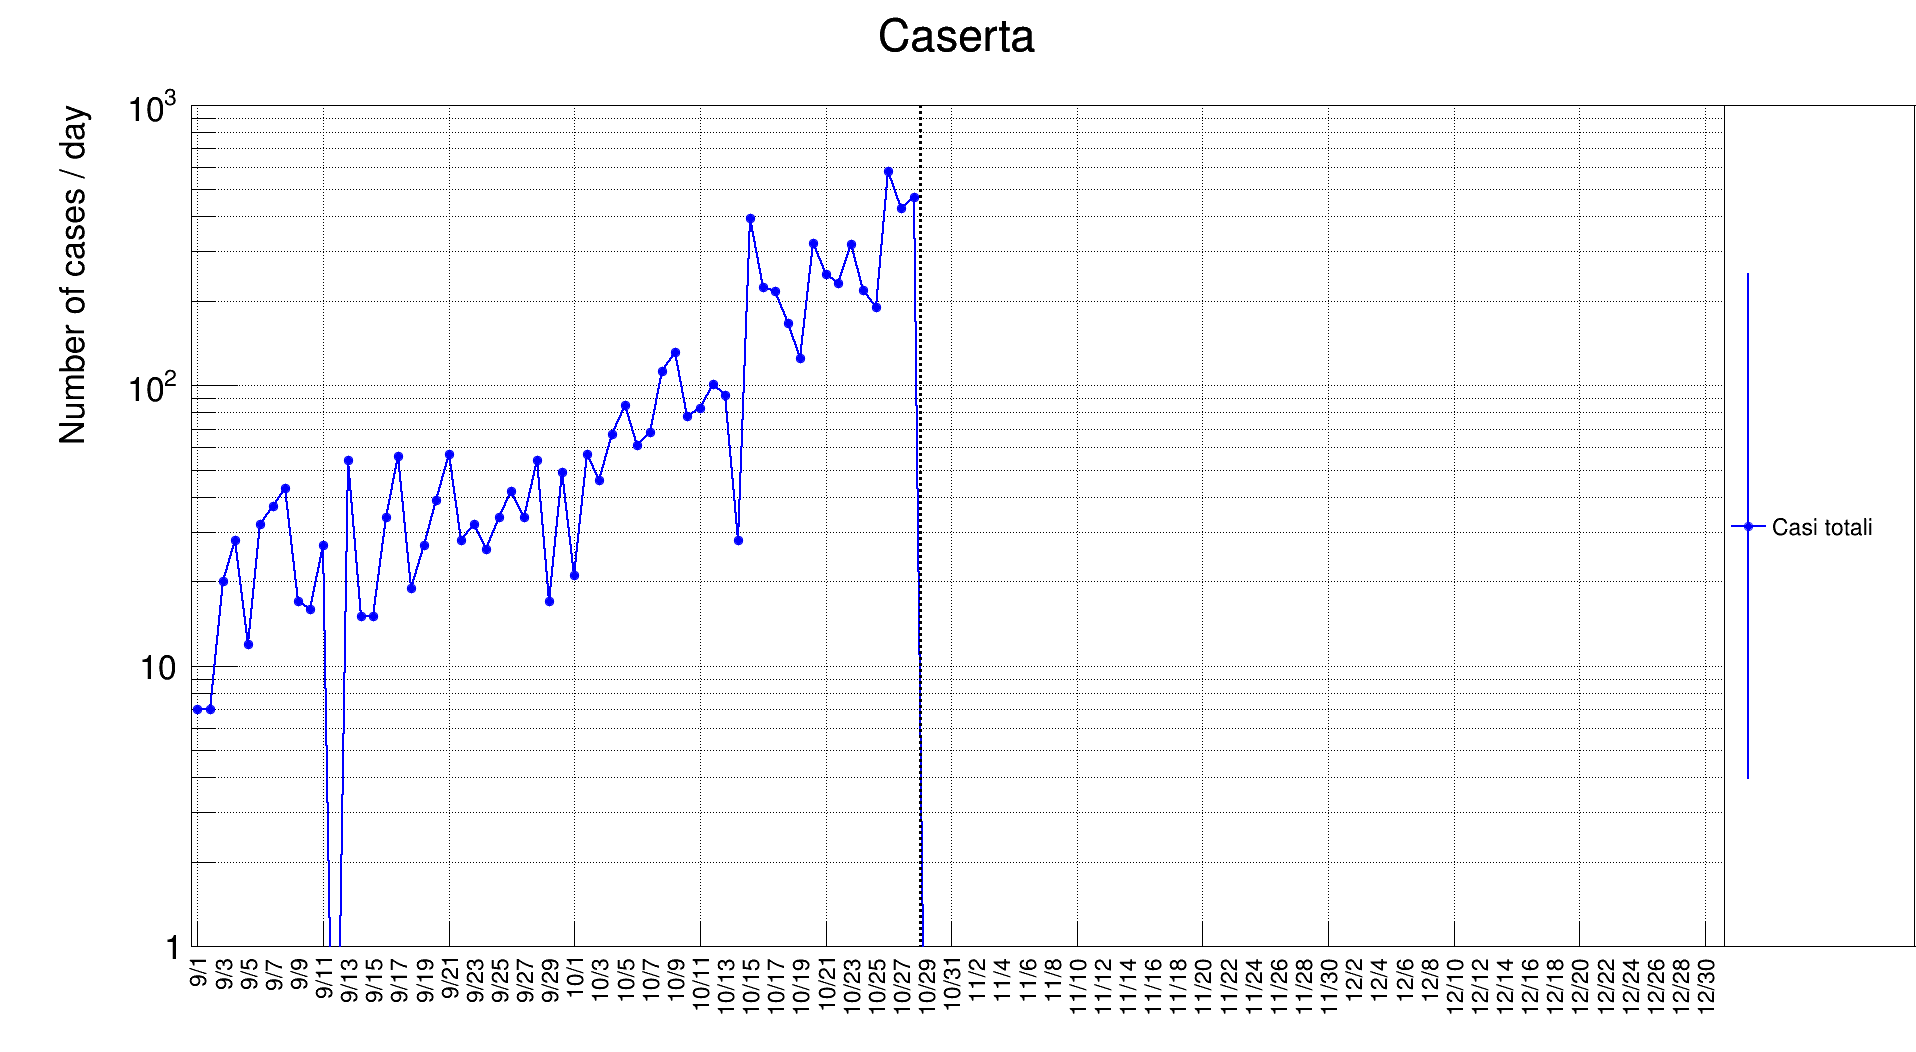 Caserta
Number of cases / day
10³
10²
10
1
9/1 9/3 9/5 9/7 9/9 9/11 9/13 9/15 9/17 9/19 9/21 9/23 9/25 9/27 9/29 10/1 10/3 10/5 10/7 10/9 10/11 10/13 10/15 10/17 10/19 10/21 10/23 10/25 10/27 10/29 10/31 11/2 11/4 11/6 11/8 11/10 11/12 11/14 11/16 11/18 11/20 11/22 11/24 11/26 11/28 11/30 12/2 12/4 12/6 12/8 12/10 12/12 12/14 12/16 12/18 12/20 12/22 12/24 12/26 12/28 12/30
Casi totali